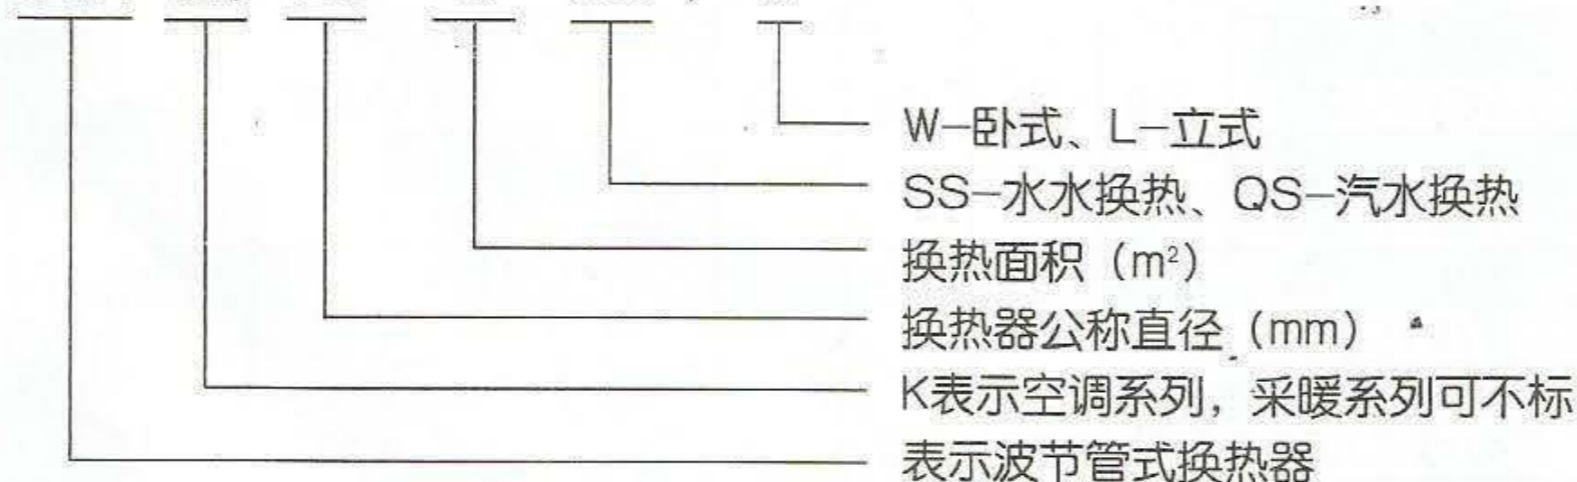 W-卧式、L-立式
SS-水水换热、QS-汽水换热
换热面积（m²）
换热器公称直径（mm）
K表示空调系列，采暖系列可不标
表示波节管式换热器